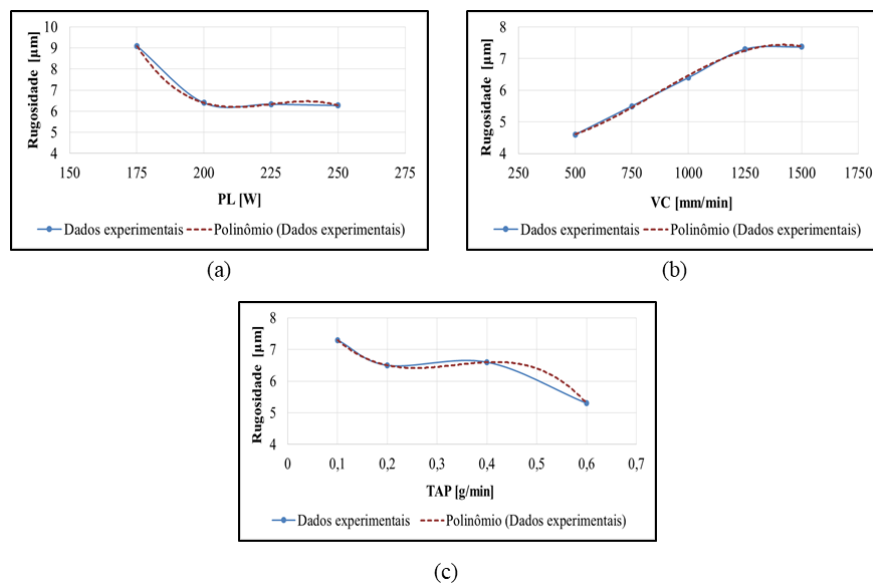 Rugosidade [µm]
10
9
8
7
6
5
4
150 175 200 225 250 275
PL [W]
Dados experimentais Polinômio (Dados experimentais)
(a)
Rugosidade [µm]
8
7
6
5
4
250 500 750 1000 1250 1500 1750
VC [mm/min]
Dados experimentais Polinômio (Dados experimentais)
(b)
Rugosidade [µm]
8
7
6
5
4
0 0,1 0,2 0,3 0,4 0,5 0,6 0,7
TAP [g/min]
Dados experimentais Polinômio (Dados experimentais)
(c)